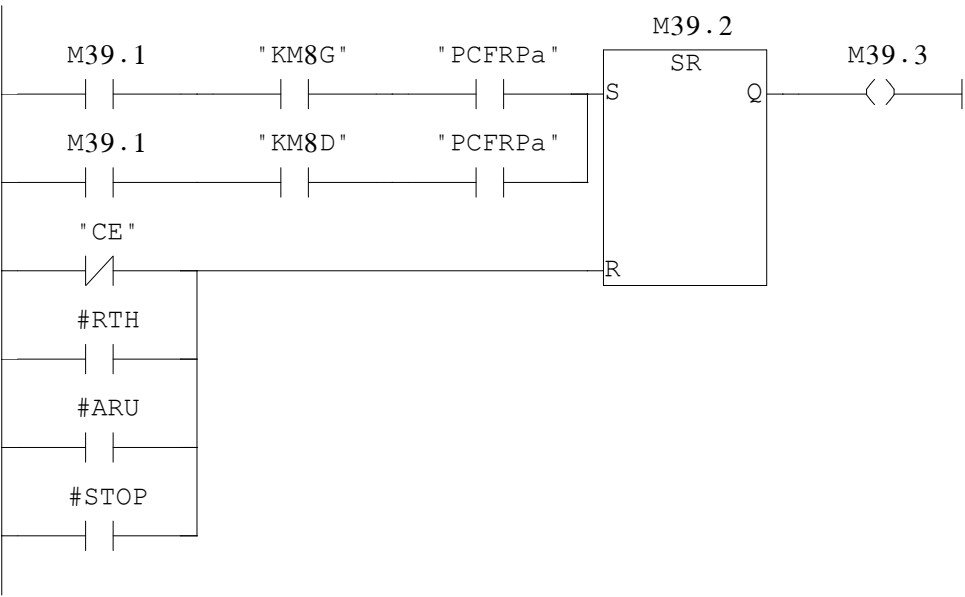 M39.2
M39.1 "KM8G" "PCFRPa" SR M39.3
S Q
M39.1 "KM8D" "PCFRPa"
"CE"
R
#RTH
#ARU
#STOP